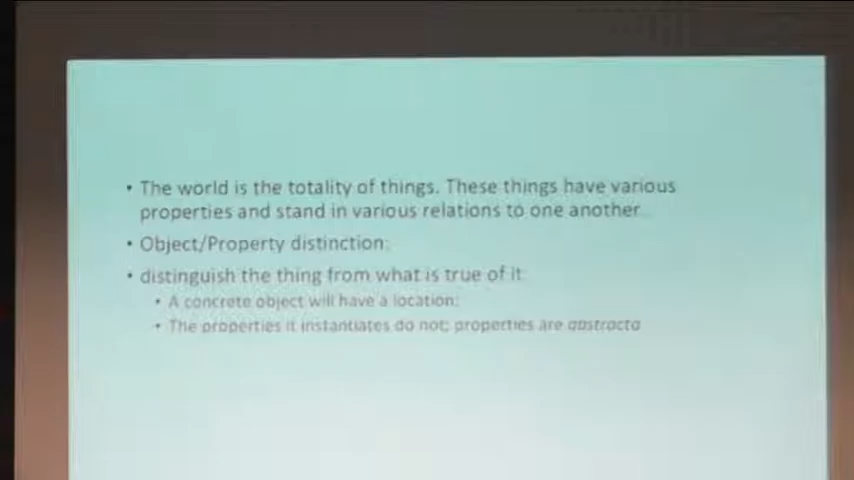 • The world is the totality of things. These things have various
properties and stand in various relations to one another.
• Object/Property distinction:
• distinguish the thing from what is true of it
• A concrete object will have a location;
• The properties it instantiates do not; properties are abstracta